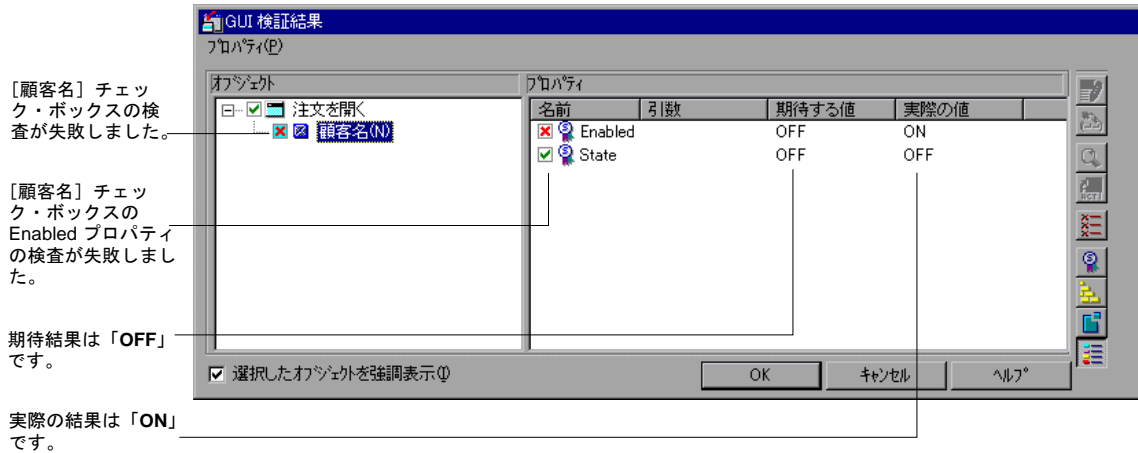 GUI 検証結果
プロパティ(P)
オブジェクト
プロパティ
注文を開く
顧客名(N)
名前 引数 期待する値 実際の値
Enabled OFF ON
State OFF OFF
選択したオブジェクトを強調表示(I)
OK キャンセル ヘルプ
［顧客名］チェッ
ク・ボックスの検
査が失敗しました。
［顧客名］チェッ
ク・ボックスの
Enabled プロパティ
の検査が失敗しまし
た。
期待結果は「OFF」
です。
実際の結果は「ON」
です。